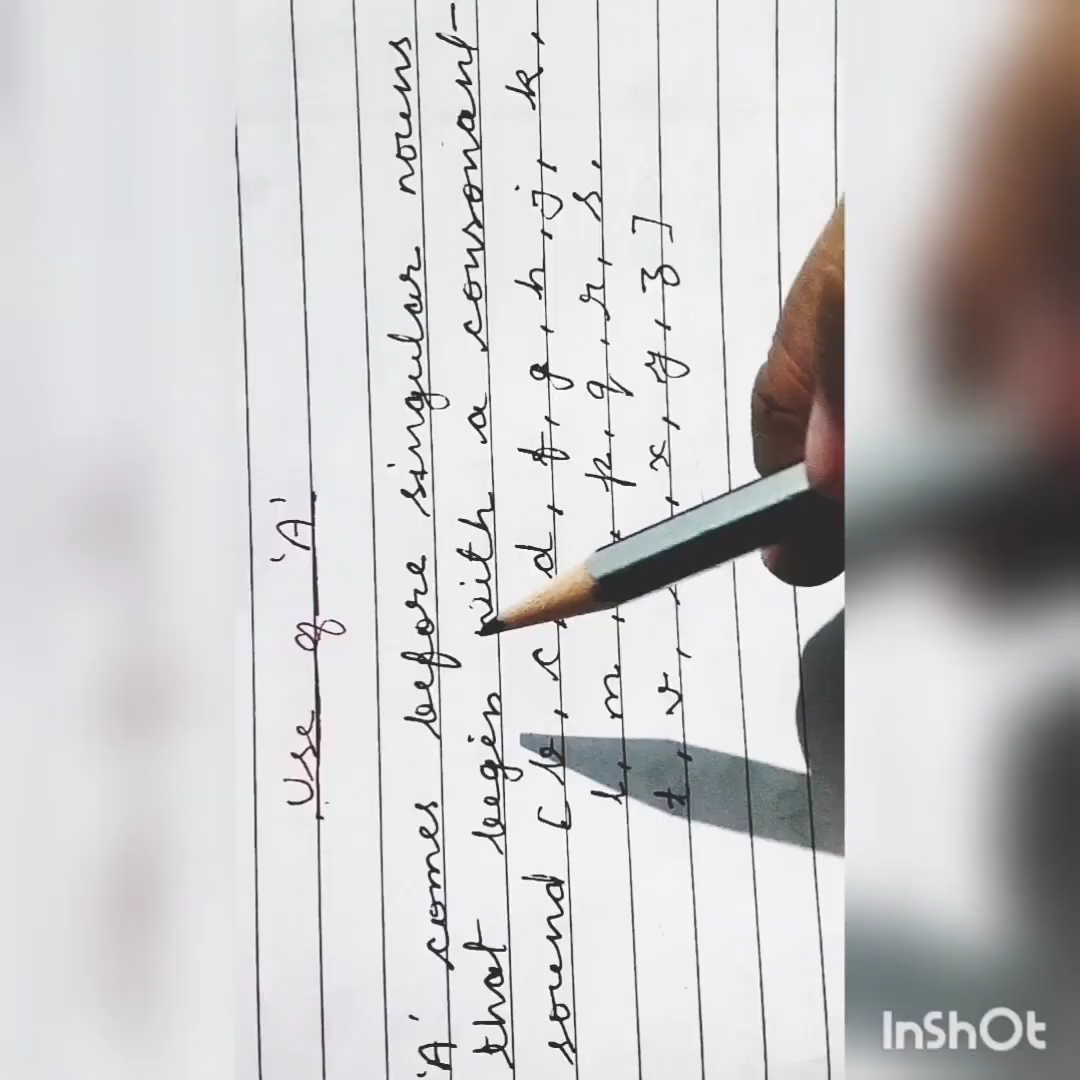 Use of 'A'
'A' comes before singular nouns
that begin with a consonant-
sound [b, c, d, f, g, h, j, k,
l, m, p, q, r, s,
t, v, , x, y, z]
InShOt